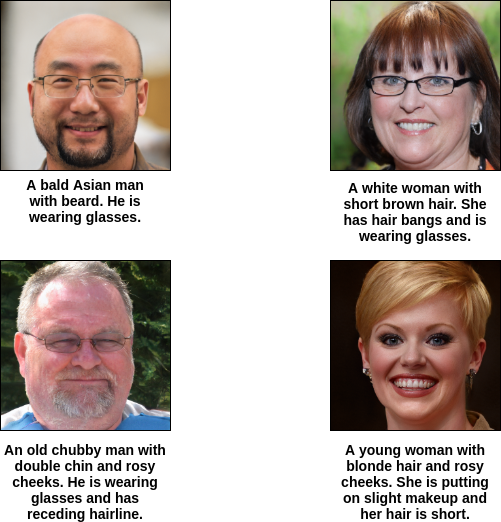 A bald Asian man
with beard. He is
wearing glasses.
A white woman with
short brown hair. She
has hair bangs and is
wearing glasses.
An old chubby man with
double chin and rosy
cheeks. He is wearing
glasses and has
receding hairline.
A young woman with
blonde hair and rosy
cheeks. She is putting
on slight makeup and
her hair is short.